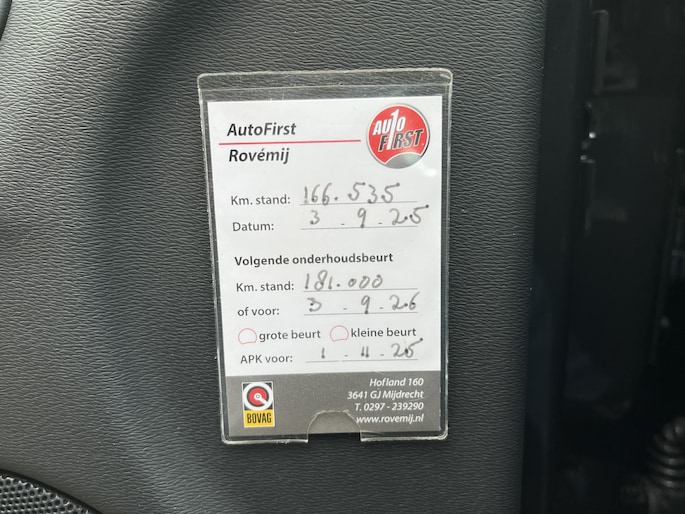 AutoFirst
Rovémij
AUTO
FIRST
Km. stand: 166.535
Datum: 3 - 9 - 25
Volgende onderhoudsbeurt
Km. stand: 181.000
of voor: 3 - 9 - 26
grote beurt kleine beurt
APK voor: 1 - 11 - 25
Hofland 160
3641 GJ Mijdrecht
T. 0297 - 239290
www.rovemij.nl
BOVAG